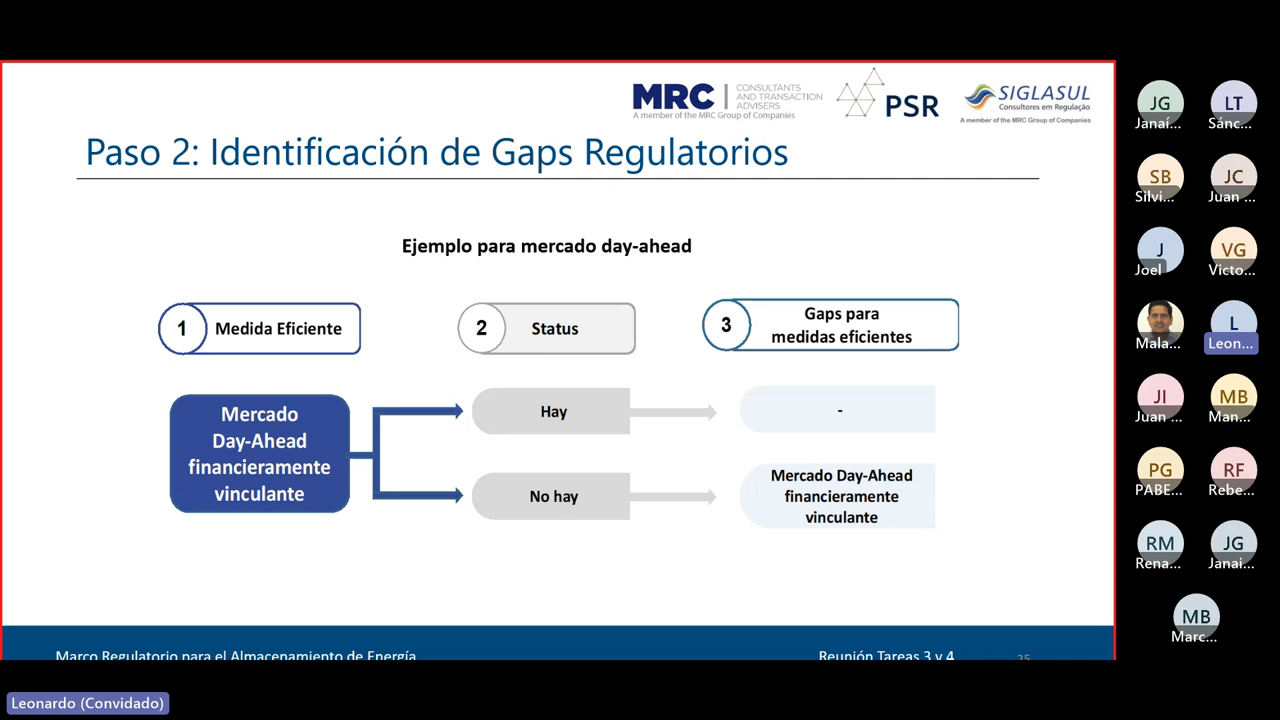 MRC
CONSULTANTS
AND TRANSACTION
ADVISERS
A member of the MRC Group of Companies
PSR
SIGLASUL
Consultores em Regulação
A member of the MRC Group of Companies
Paso 2: Identificación de Gaps Regulatorios
Ejemplo para mercado day-ahead
1 Medida Eficiente
2 Status
3 Gaps para
medidas eficientes
Mercado
Day-Ahead
financieramente
vinculante
Hay
-
No hay
Mercado Day-Ahead
financieramente
vinculante
Marco Regulatorio para el Almacenamiento de Energía
Reunión Tareas 3 y 4
25
JG
Janaí...
LT
Sánc...
SB
Silvi...
JC
Juan ...
J
Joel
VG
Victo...
Mala...
L
Leon...
JI
Juan ...
MB
Man...
PG
PABE...
RF
Rebe...
RM
Rena...
JG
Janai...
MB
Marc...
Leonardo (Convidado)